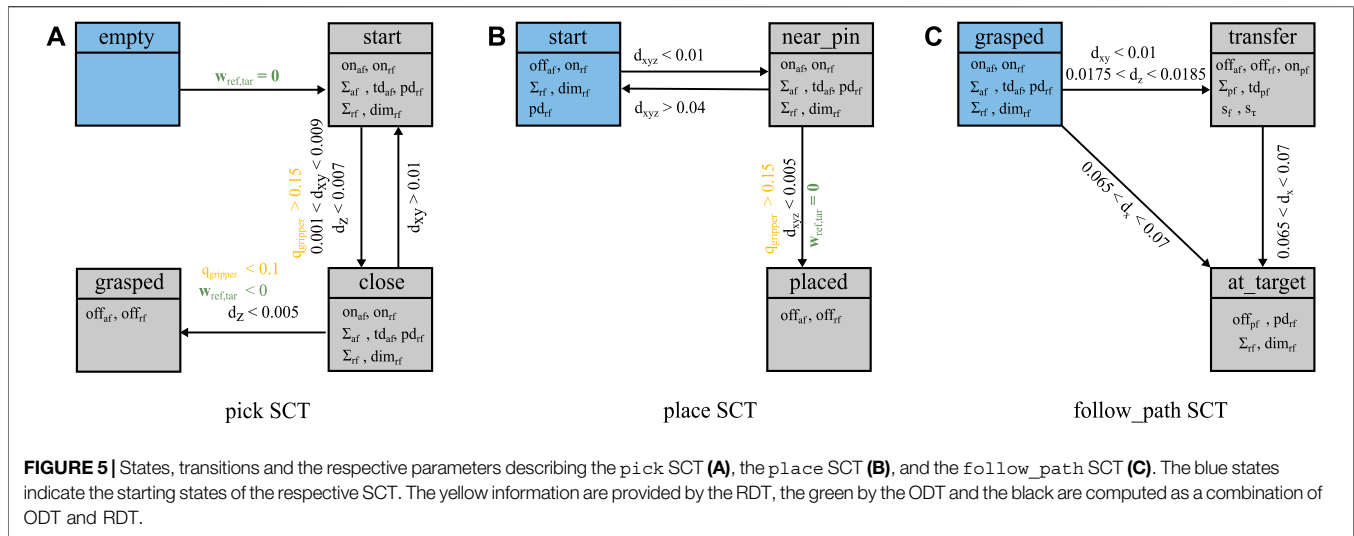 A
empty
w_ref,tar = 0
start
on_af, on_rf
Σ_af , td_af, pd_rf
Σ_rf , dim_rf
q_gripper > 0.15
0.001 < d_xy < 0.009
d_z < 0.007
d_xy > 0.01
grasped
off_af, off_rf
q_gripper < 0.1
w_ref,tar < 0
d_z < 0.005
close
on_af, on_rf
Σ_af , td_af, pd_rf
Σ_rf , dim_rf
pick SCT
B
start
off_af, on_rf
Σ_rf , dim_rf
pd_rf
d_xyz < 0.01
d_xyz > 0.04
near_pin
on_af, on_rf
Σ_af , td_af, pd_rf
Σ_rf , dim_rf
q_gripper > 0.15
d_xyz < 0.005
w_ref,tar = 0
placed
off_af, off_rf
place SCT
C
grasped
on_af, on_rf
Σ_af , td_af, pd_rf
Σ_rf , dim_rf
d_xy < 0.01
0.0175 < d_z < 0.0185
transfer
off_af, off_rf, on_pf
Σ_pf , td_pf
s_f , s_τ
0.065 < d_x < 0.07
0.065 < d_x < 0.07
at_target
off_pf , pd_rf
Σ_rf , dim_rf
follow_path SCT
FIGURE 5 | States, transitions and the respective parameters describing the pick SCT (A), the place SCT (B), and the follow_path SCT (C). The blue states
indicate the starting states of the respective SCT. The yellow information are provided by the RDT, the green by the ODT and the black are computed as a combination of
ODT and RDT.